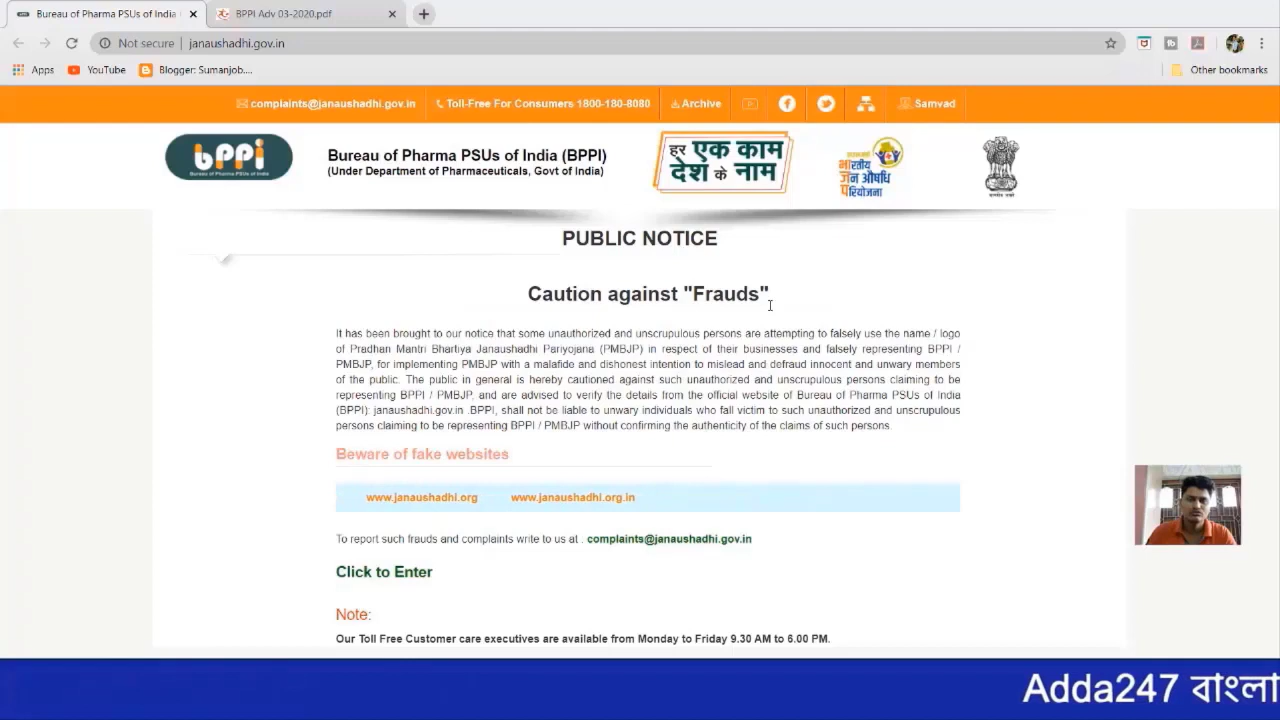 Bureau of Pharma PSUs of India
BPPI Adv 03-2020.pdf
Not secure | janaushadhi.gov.in
Apps YouTube Blogger: Sumanjob.... Other bookmarks
complaints@janaushadhi.gov.in Toll-Free For Consumers 1800-180-8080 Archive Samvad
bPPi
Bureau of Pharma PSUs of India
Bureau of Pharma PSUs of India (BPPI)
(Under Department of Pharmaceuticals, Govt of India)
हर एक काम
देश के नाम
भारतीय
जन औषधि
परियोजना
PUBLIC NOTICE
Caution against "Frauds"
It has been brought to our notice that some unauthorized and unscrupulous persons are attempting to falsely use the name / logo
of Pradhan Mantri Bhartiya Janaushadhi Pariyojana (PMBJP) in respect of their businesses and falsely representing BPPI /
PMBJP, for implementing PMBJP with a malafide and dishonest intention to mislead and defraud innocent and unwary members
of the public. The public in general is hereby cautioned against such unauthorized and unscrupulous persons claiming to be
representing BPPI / PMBJP, and are advised to verify the details from the official website of Bureau of Pharma PSUs of India
(BPPI): janaushadhi.gov.in .BPPI, shall not be liable to unwary individuals who fall victim to such unauthorized and unscrupulous
persons claiming to be representing BPPI / PMBJP without confirming the authenticity of the claims of such persons.
Beware of fake websites
www.janaushadhi.org www.janaushadhi.org.in
To report such frauds and complaints write to us at : complaints@janaushadhi.gov.in
Click to Enter
Note:
Our Toll Free Customer care executives are available from Monday to Friday 9.30 AM to 6.00 PM.
Adda247 বাংলা